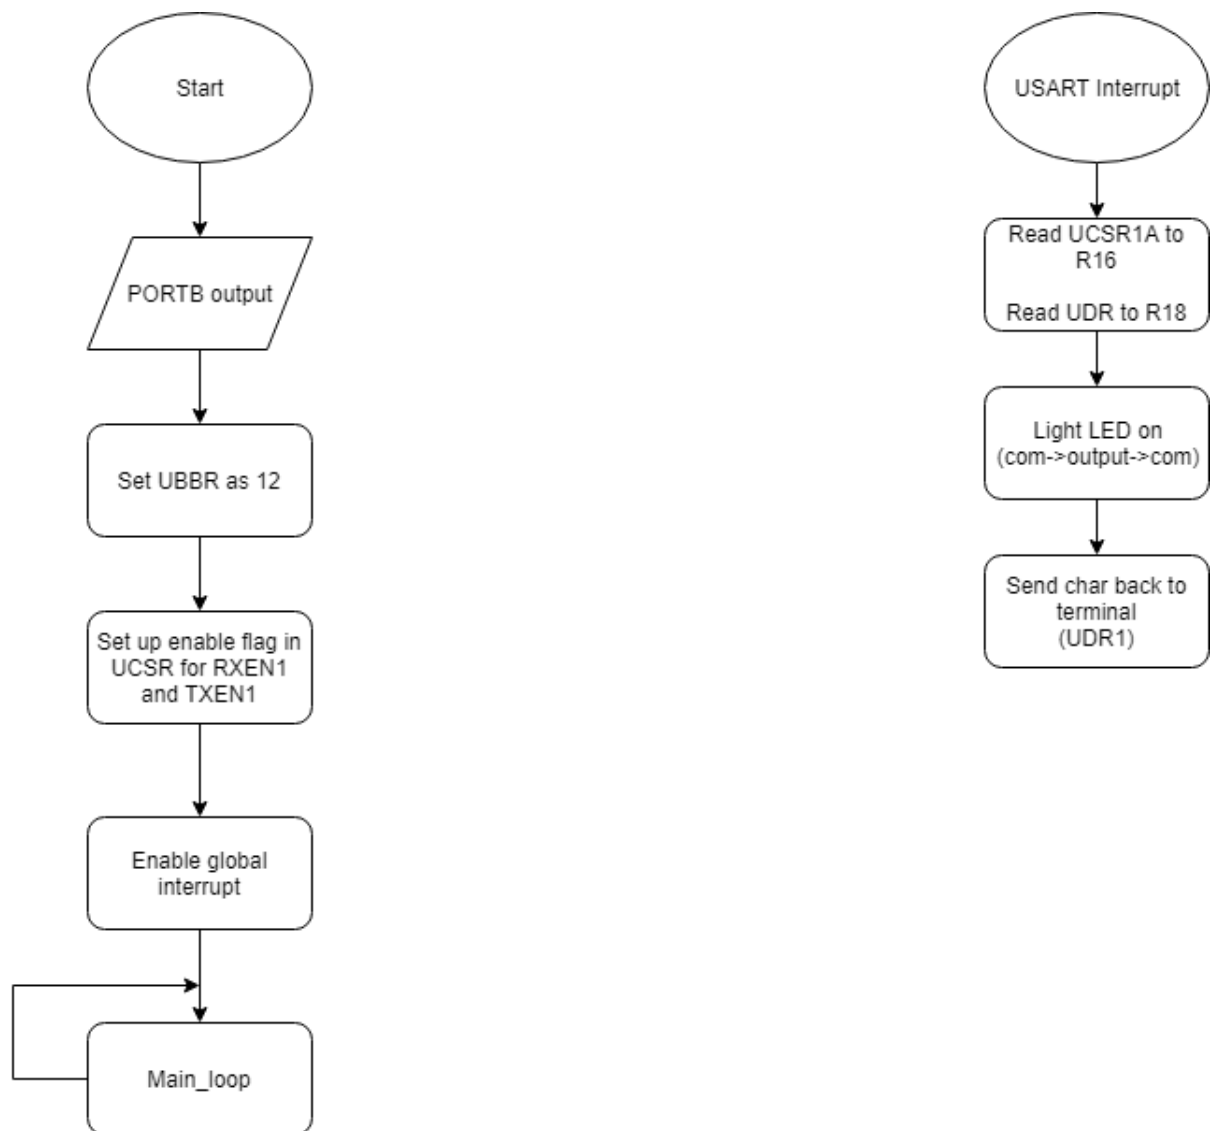 Start
PORTB output
Set UBBR as 12
Set up enable flag in
UCSR for RXEN1
and TXEN1
Enable global
interrupt
Main_loop
USART Interrupt
Read UCSR1A to
R16
Read UDR to R18
Light LED on
(com->output->com)
Send char back to
terminal
(UDR1)